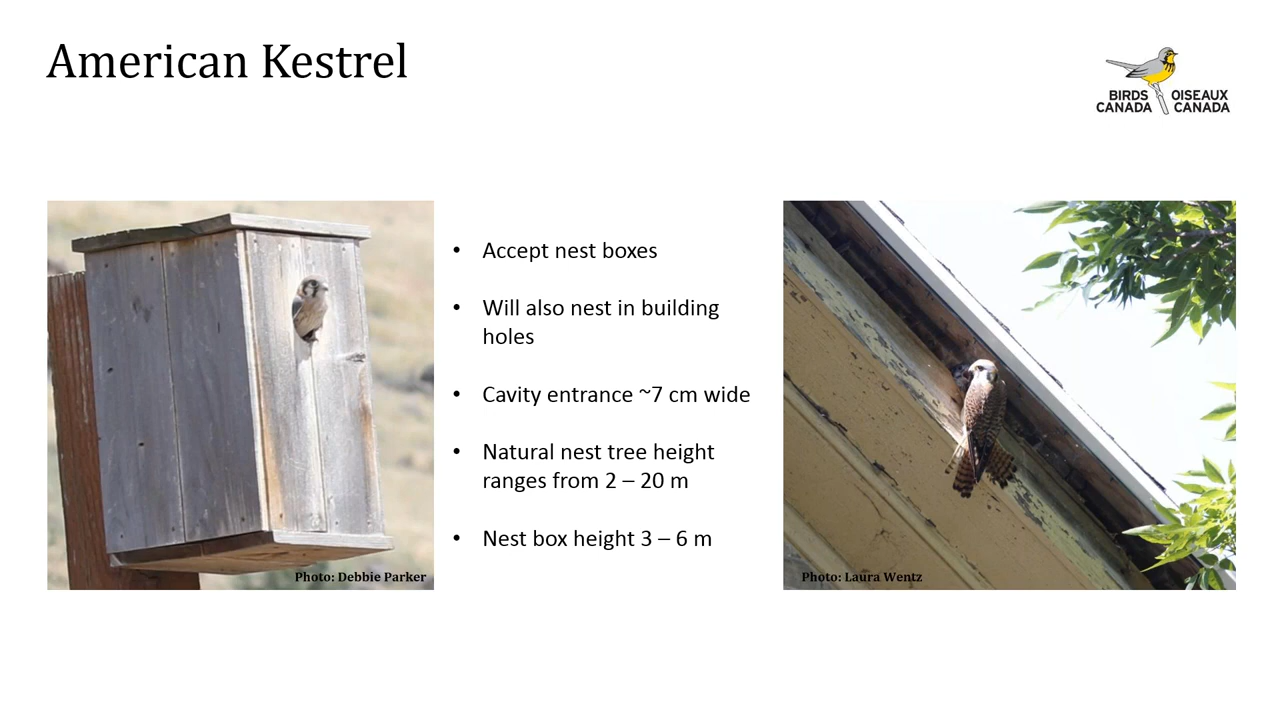 American Kestrel
BIRDS CANADA
OISEAUX CANADA
• Accept nest boxes
• Will also nest in building
holes
• Cavity entrance ~7 cm wide
• Natural nest tree height
ranges from 2 – 20 m
• Nest box height 3 – 6 m
Photo: Debbie Parker
Photo: Laura Wentz